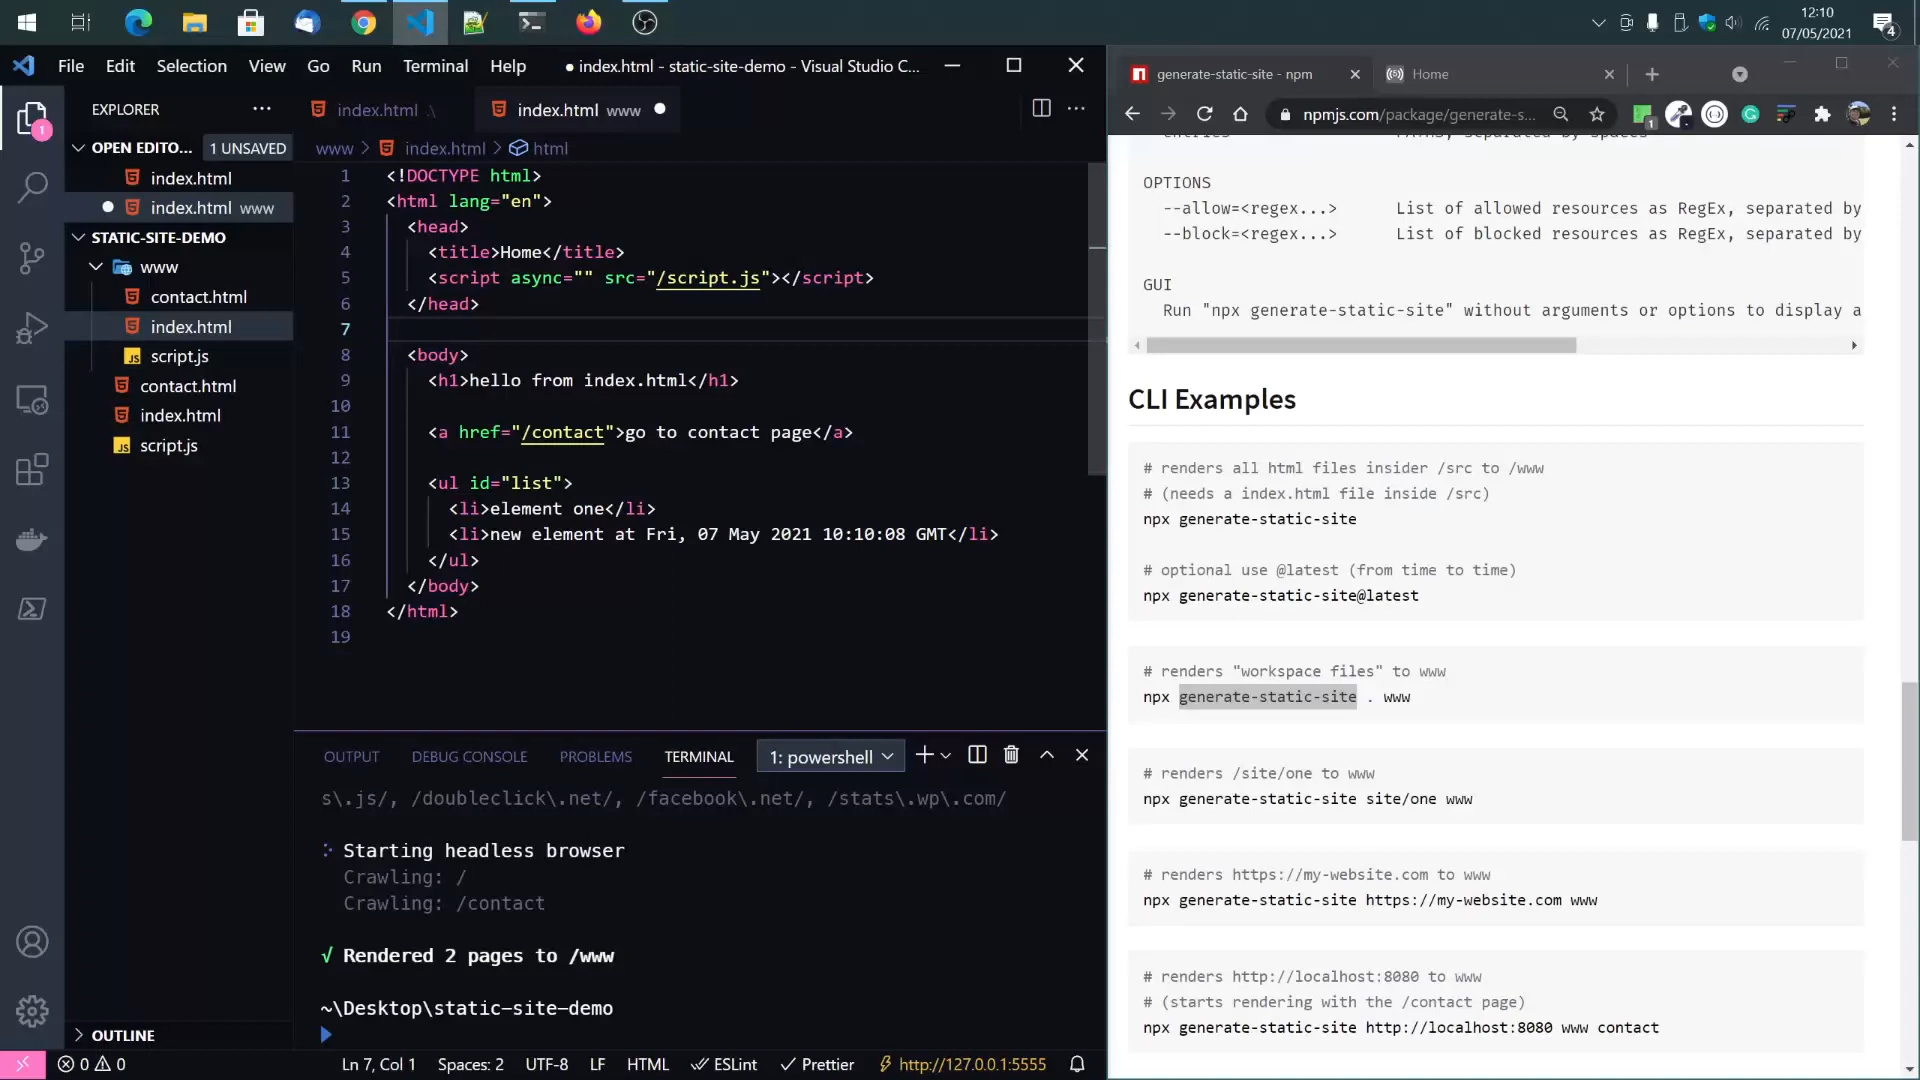 12:10
07/05/2021
4
File Edit Selection View Go Run Terminal Help
● index.html - static-site-demo - Visual Studio C...
EXPLORER
1
OPEN EDITO... 1 UNSAVED
index.html
index.html www
STATIC-SITE-DEMO
www
contact.html
index.html
script.js
contact.html
index.html
script.js
OUTLINE
index.html .\
index.html www
www > index.html > html
1 <!DOCTYPE html>
2 <html lang="en">
3 <head>
4 <title>Home</title>
5 <script async="" src="/script.js"></script>
6 </head>
7
8 <body>
9 <h1>hello from index.html</h1>
10
11 <a href="/contact">go to contact page</a>
12
13 <ul id="list">
14 <li>element one</li>
15 <li>new element at Fri, 07 May 2021 10:10:08 GMT</li>
16 </ul>
17 </body>
18 </html>
19
OUTPUT DEBUG CONSOLE PROBLEMS TERMINAL 1: powershell
s\.js/, /doubleclick\.net/, /facebook\.net/, /stats\.wp\.com/
Starting headless browser
Crawling: /
Crawling: /contact
√ Rendered 2 pages to /www
~\Desktop\static-site-demo
0 0 Ln 7, Col 1 Spaces: 2 UTF-8 LF HTML ESLint Prettier http://127.0.0.1:5555
generate-static-site - npm
Home
npmjs.com/package/generate-s...
1
OPTIONS
--allow=<regex...> List of allowed resources as RegEx, separated by
--block=<regex...> List of blocked resources as RegEx, separated by
GUI
Run "npx generate-static-site" without arguments or options to display a
CLI Examples
# renders all html files insider /src to /www
# (needs a index.html file inside /src)
npx generate-static-site
# optional use @latest (from time to time)
npx generate-static-site@latest
# renders "workspace files" to www
npx generate-static-site . www
# renders /site/one to www
npx generate-static-site site/one www
# renders https://my-website.com to www
npx generate-static-site https://my-website.com www
# renders http://localhost:8080 to www
# (starts rendering with the /contact page)
npx generate-static-site http://localhost:8080 www contact